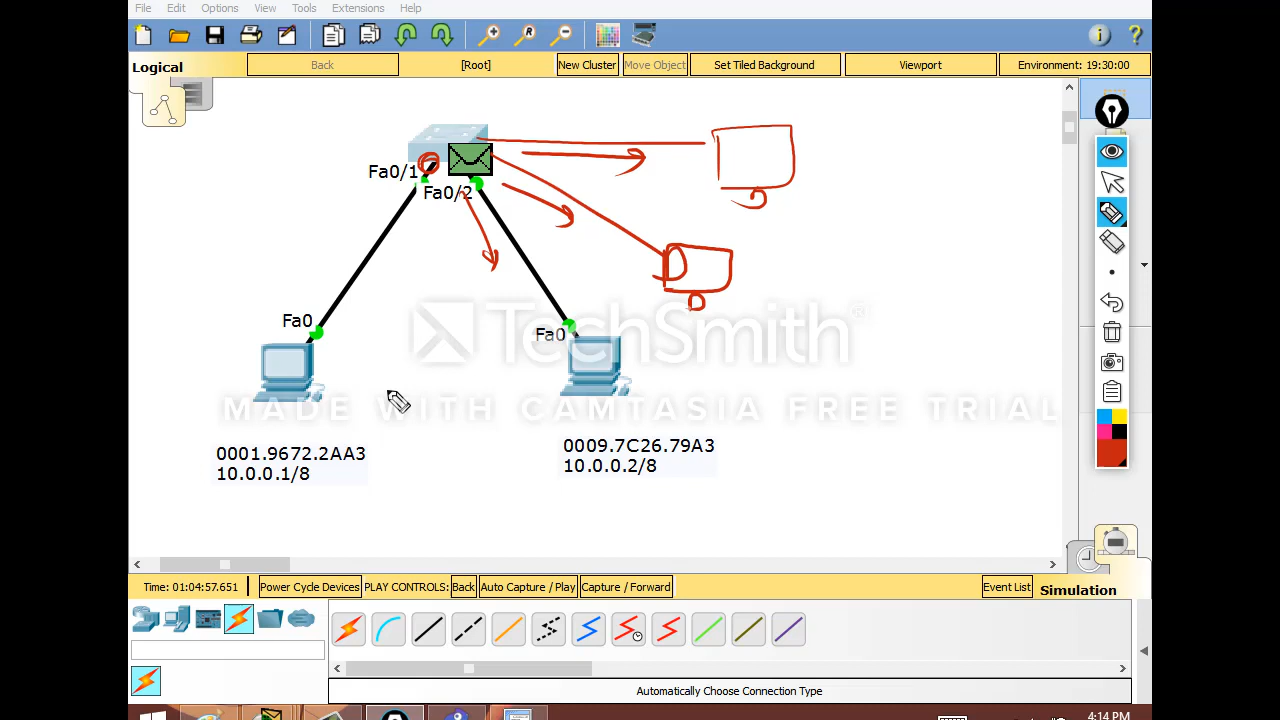 File Edit Options View Tools Extensions Help
Logical Back [Root] New Cluster Move Object Set Tiled Background Viewport Environment: 19:30:00
Fa0/1
Fa0/2
Fa0
Fa0
TechSmith®
MADE WITH CAMTASIA FREE TRIAL
0001.9672.2AA3
10.0.0.1/8
0009.7C26.79A3
10.0.0.2/8
Time: 01:04:57.651 Power Cycle Devices PLAY CONTROLS: Back Auto Capture / Play Capture / Forward Event List Simulation
Automatically Choose Connection Type
4:14 PM